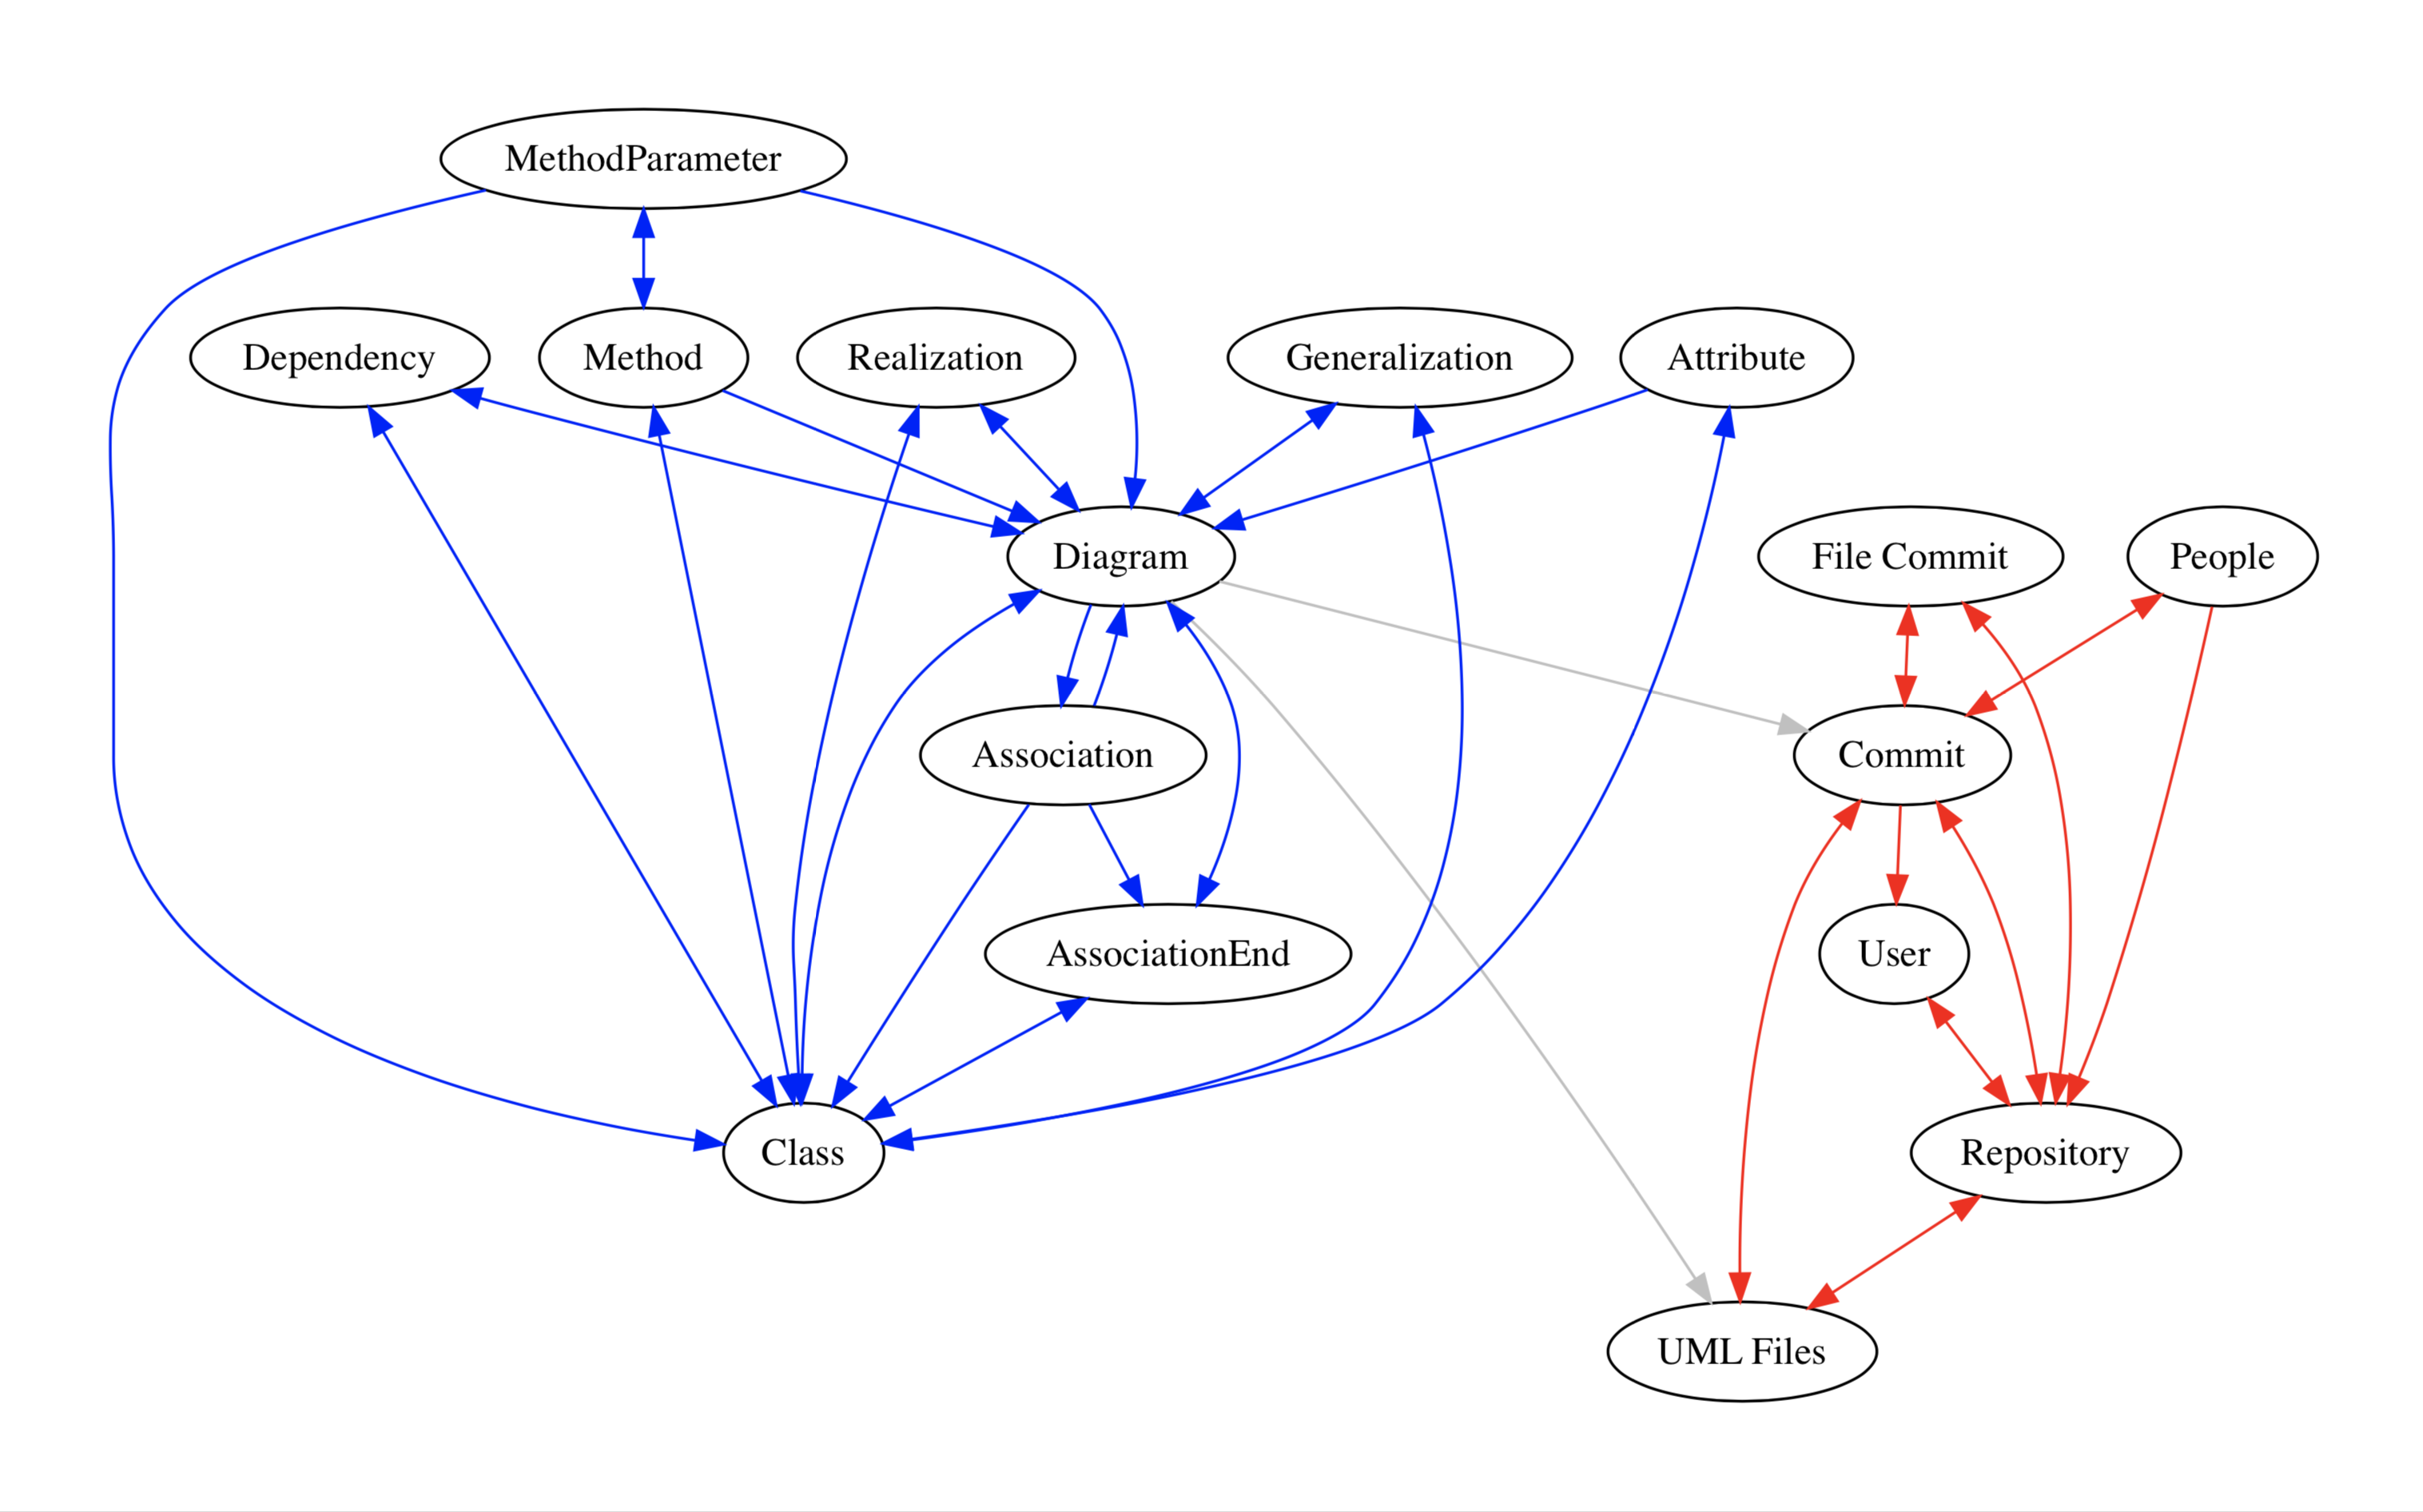 MethodParameter
Dependency
Method
Realization
Generalization
Attribute
Diagram
File Commit
People
Association
Commit
AssociationEnd
User
Class
Repository
UML Files